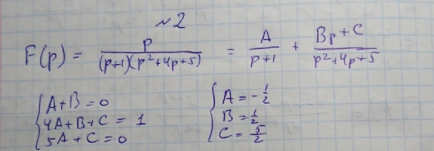 №2
F(p) = p/((p+1)(p²+4p+5)) = A/(p+1) + (Bp+C)/(p²+4p+5)
{A+B=0 {A=-1/2
4A+B+C=1 B=1/2
5A+C=0 C=5/2